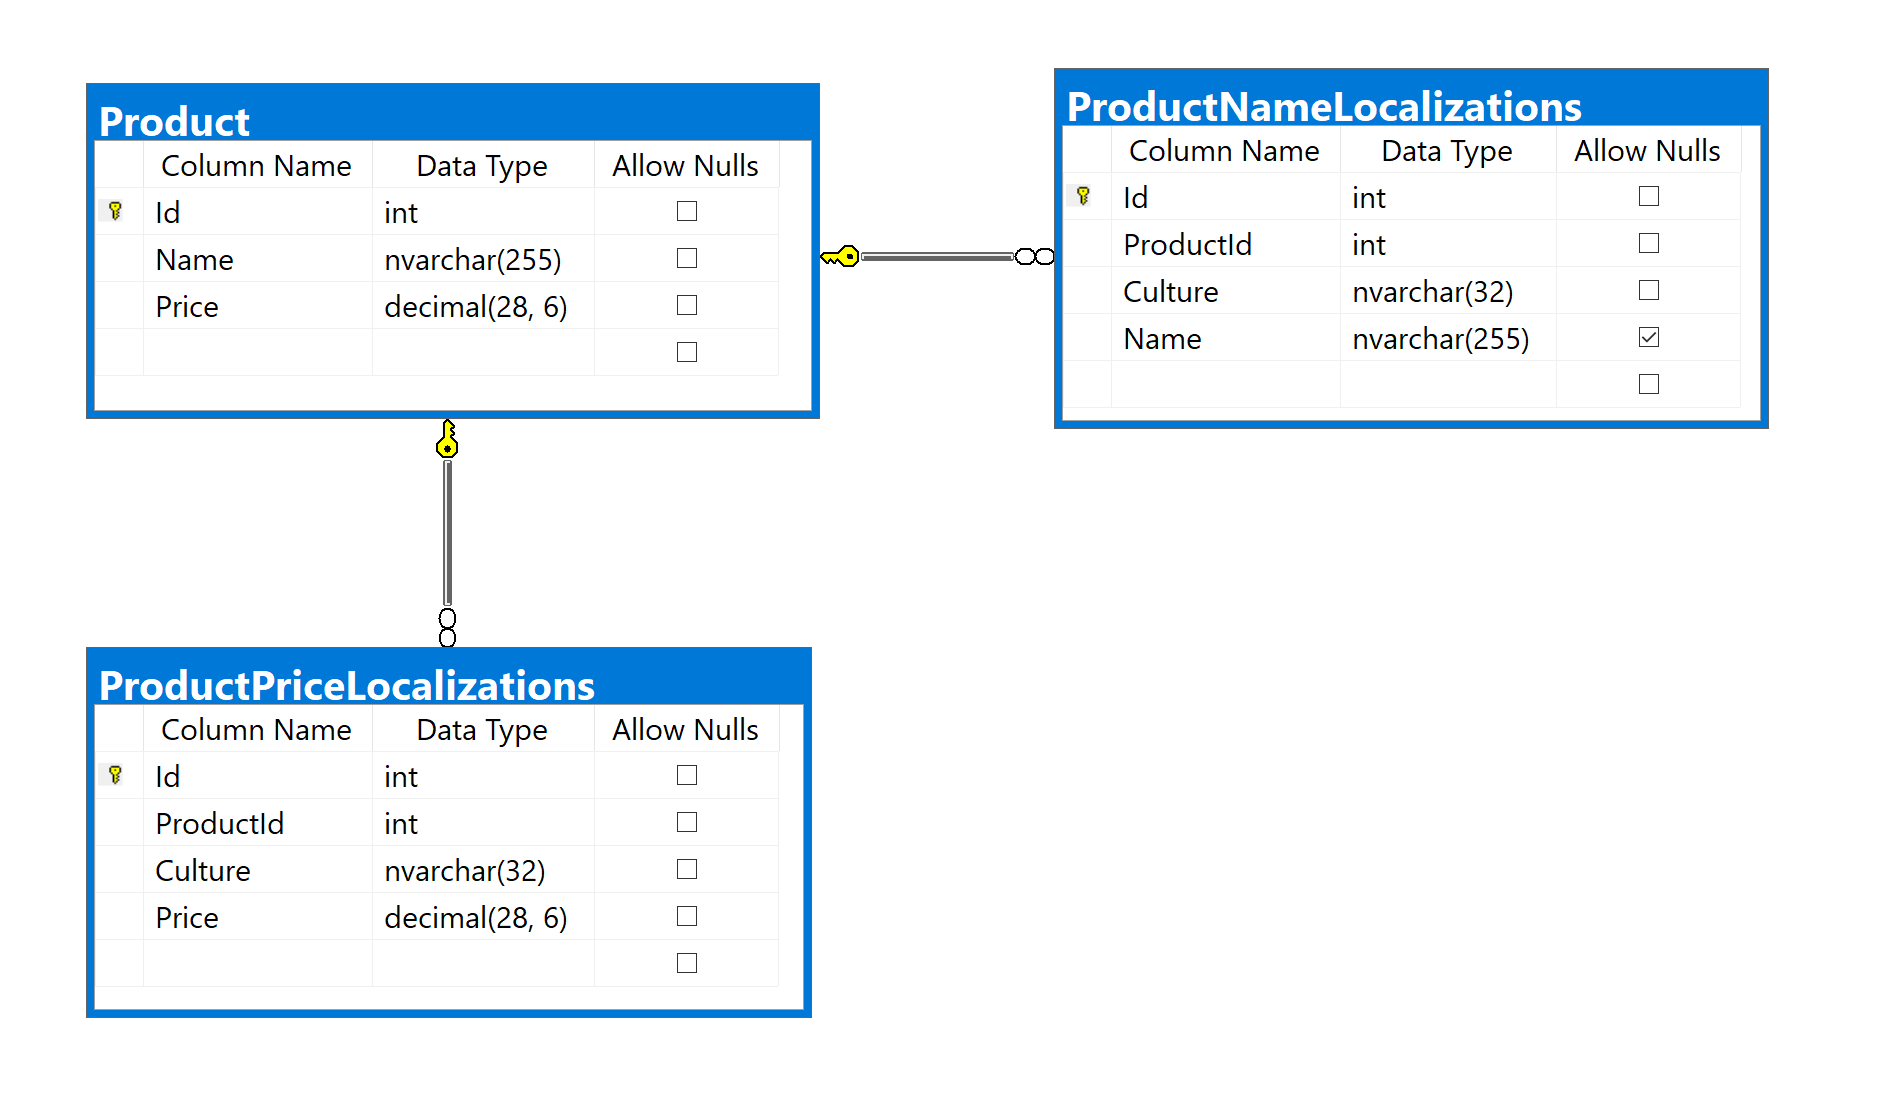 Product
Column Name Data Type Allow Nulls
Id int
Name nvarchar(255)
Price decimal(28, 6)
ProductNameLocalizations
Column Name Data Type Allow Nulls
Id int
ProductId int
Culture nvarchar(32)
Name nvarchar(255)
ProductPriceLocalizations
Column Name Data Type Allow Nulls
Id int
ProductId int
Culture nvarchar(32)
Price decimal(28, 6)